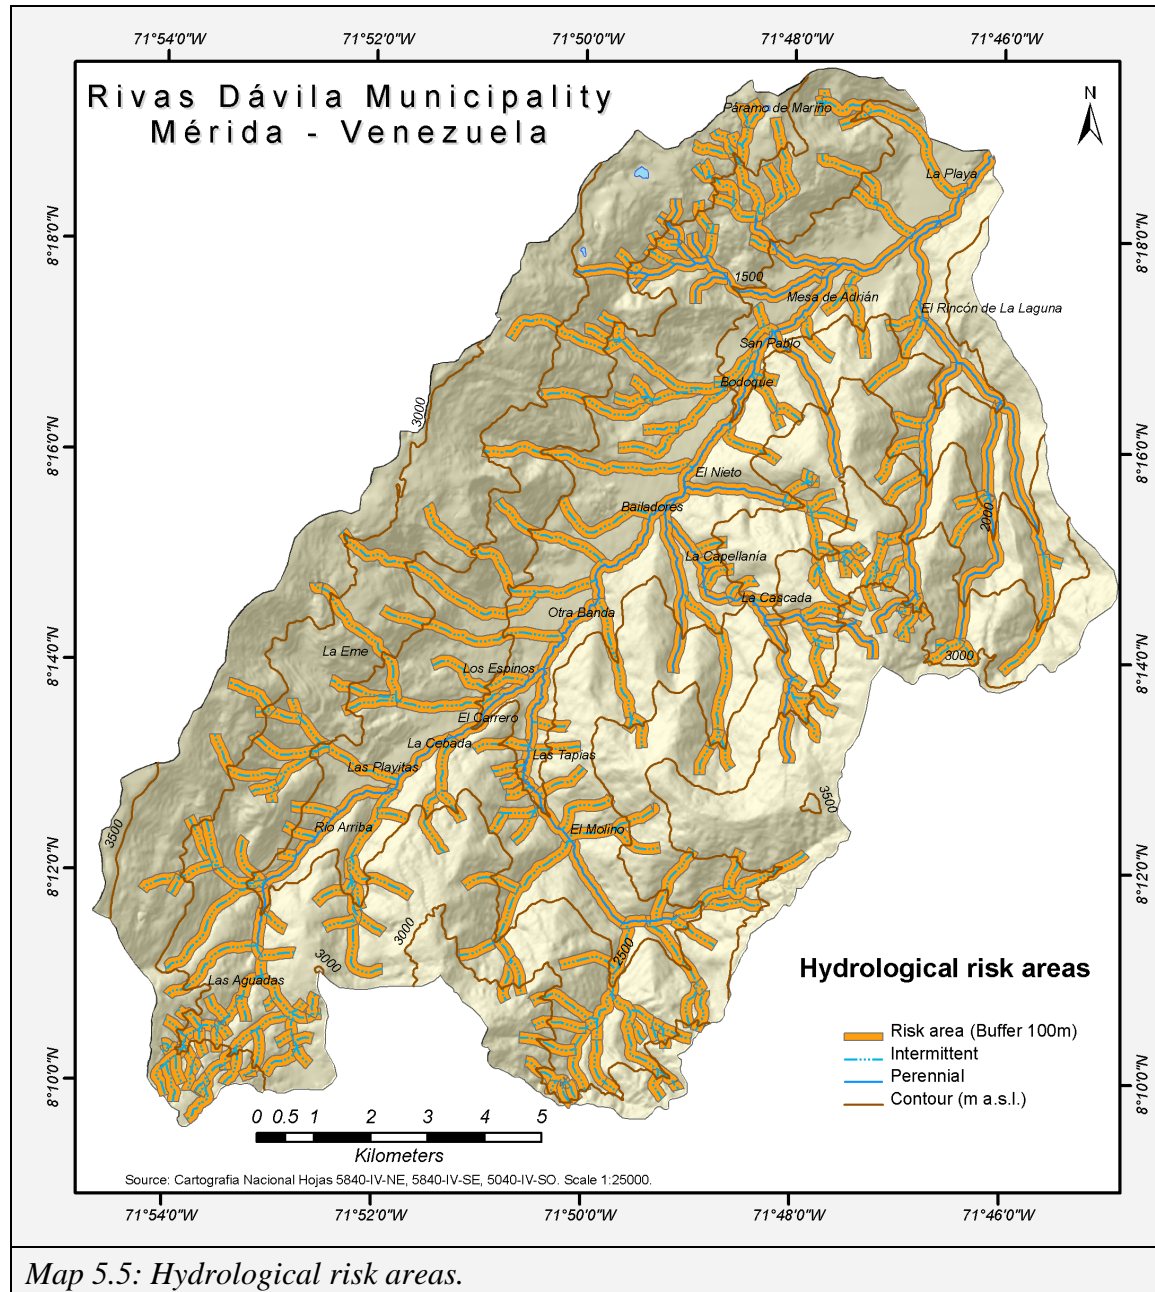 71°54'0"W 71°52'0"W 71°50'0"W 71°48'0"W 71°46'0"W
Rivas Dávila Municipality
Mérida - Venezuela
N
Páramo de Mariño
La Playa
8°18'0"N
8°18'0"N
1500
Mesa de Adrián
El Rincón de La Laguna
San Pablo
Bodoque
3000
8°16'0"N
8°16'0"N
El Nieto
Bailadores
2000
La Capellanía
La Cascada
Otra Banda
8°14'0"N
8°14'0"N
La Eme
3000
Los Espinos
El Carrero
La Cebada
Las Tapias
Las Playitas
3500
3500
Río Arriba
El Molino
8°12'0"N
8°12'0"N
3000
2500
3000
Las Aguadas
Hydrological risk areas
Risk area (Buffer 100m)
Intermittent
Perennial
Contour (m a.s.l.)
8°10'0"N
8°10'0"N
0 0.5 1 2 3 4 5
Kilometers
Source: Cartografia Nacional Hojas 5840-IV-NE, 5840-IV-SE, 5040-IV-SO. Scale 1:25000.
71°54'0"W 71°52'0"W 71°50'0"W 71°48'0"W 71°46'0"W
Map 5.5: Hydrological risk areas.